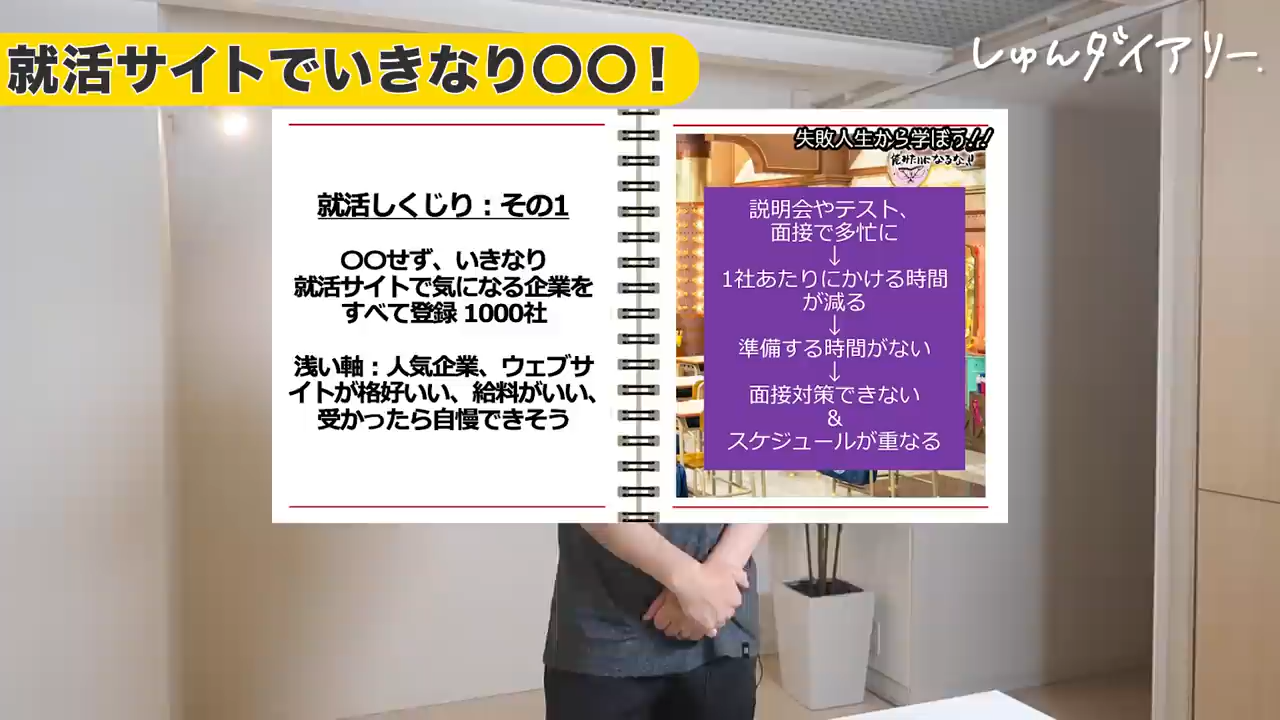 就活サイトでいきなり〇〇！
しゅんダイアリー.
就活しくじり：その1
〇〇せず、いきなり
就活サイトで気になる企業を
すべて登録 1000社
浅い軸：人気企業、ウェブサ
イトが格好いい、給料がいい、
受かったら自慢できそう
失敗人生から学ぼう!!
俺みたいになるな!!
説明会やテスト、
面接で多忙に
↓
1社あたりにかける時間
が減る
↓
準備する時間がない
↓
面接対策できない
&
スケジュールが重なる